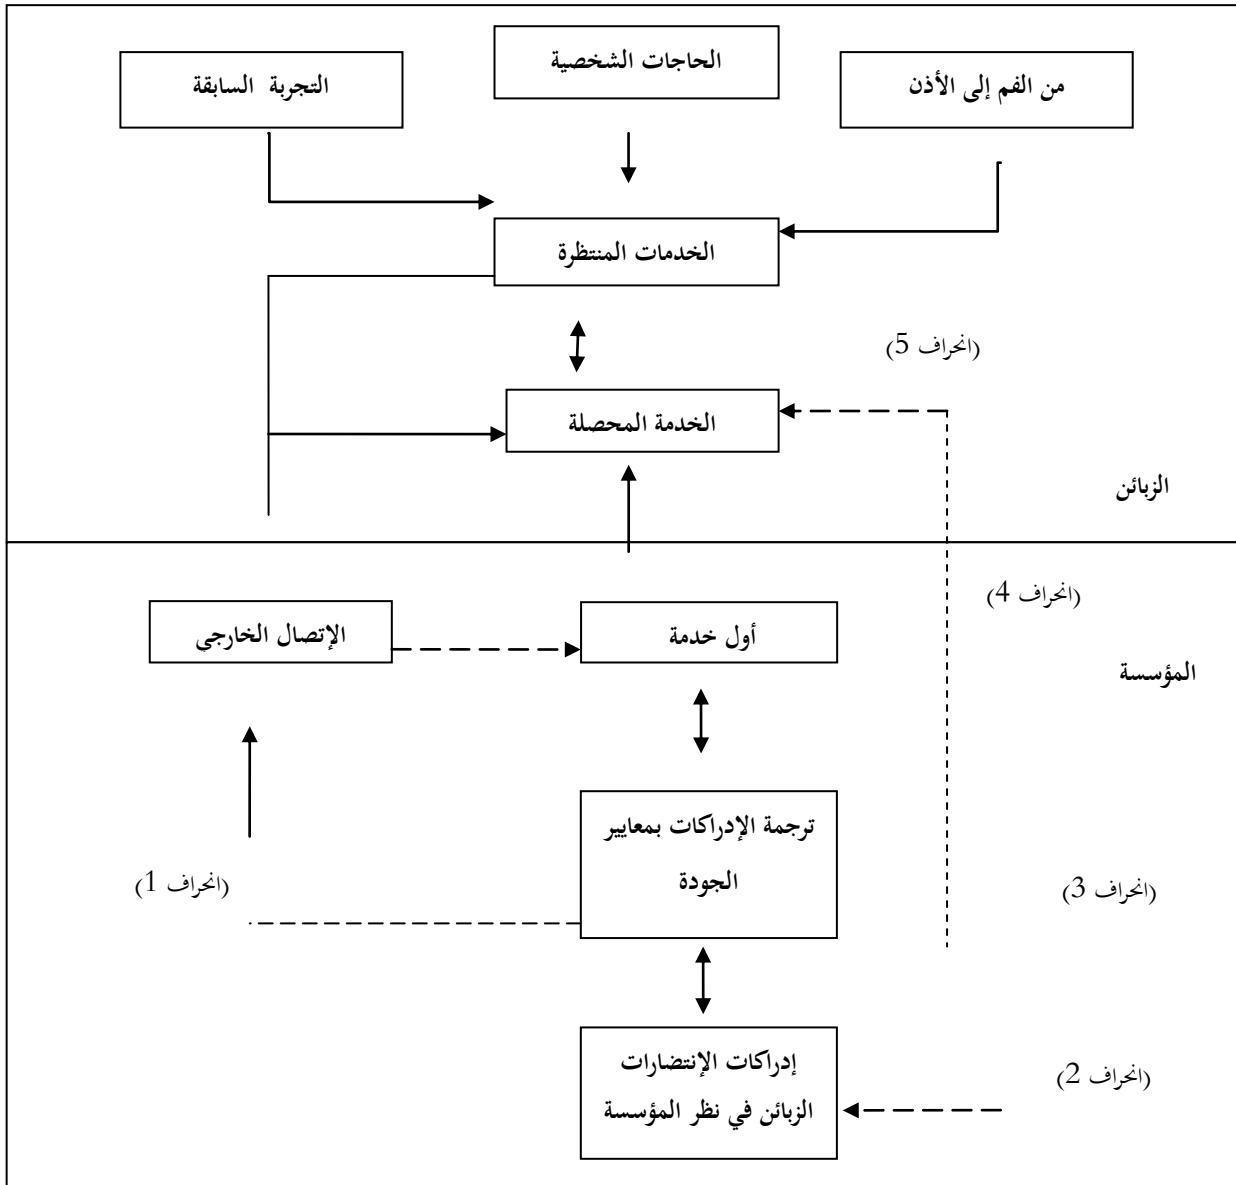 الحاجات الشخصية
من الفم إلى الأذن
التجربة السابقة
الخدمات المنتظرة
(انحراف 5)
الخدمة المحصلة
الزبائن
(انحراف 4)
أول خدمة
الإتصال الخارجي
المؤسسة
ترجمة الإدراكات بمعايير
الجودة
(انحراف 3)
(انحراف 1)
إدراكات الإنتضارات
الزبائن في نظر المؤسسة
(انحراف 2)